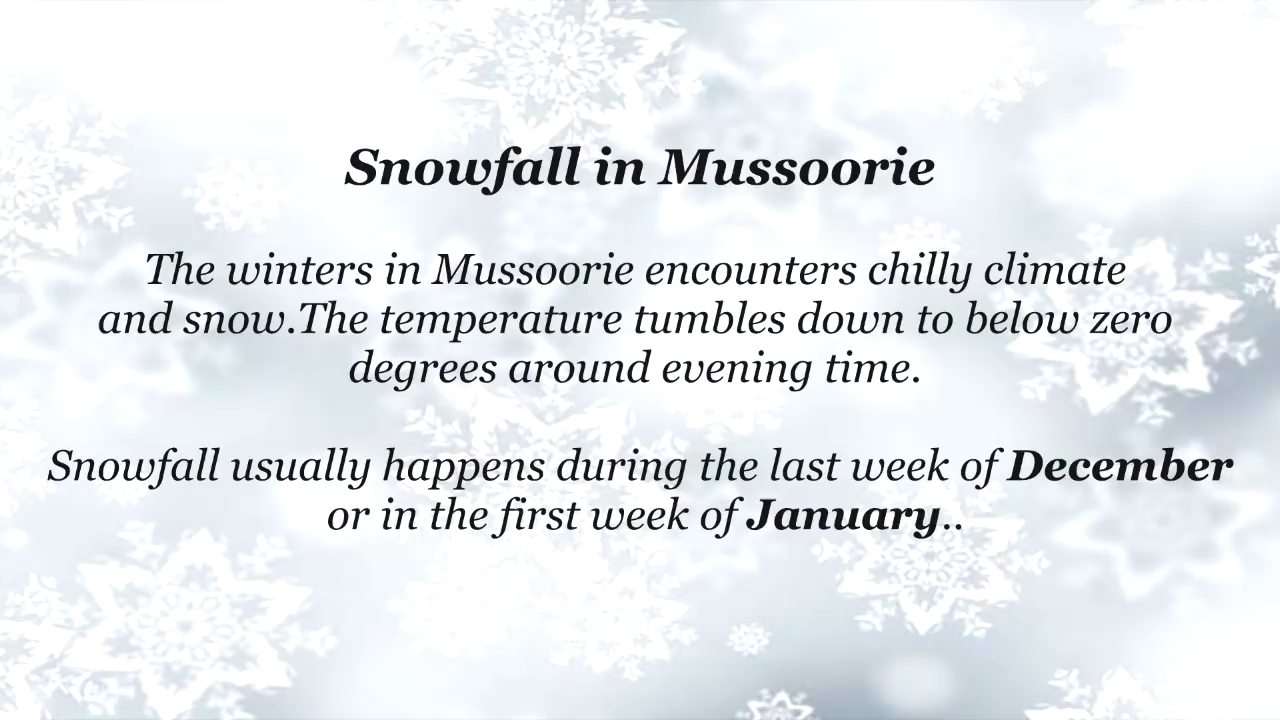 Snowfall in Mussoorie
The winters in Mussoorie encounters chilly climate
and snow.The temperature tumbles down to below zero
degrees around evening time.
Snowfall usually happens during the last week of December
or in the first week of January..